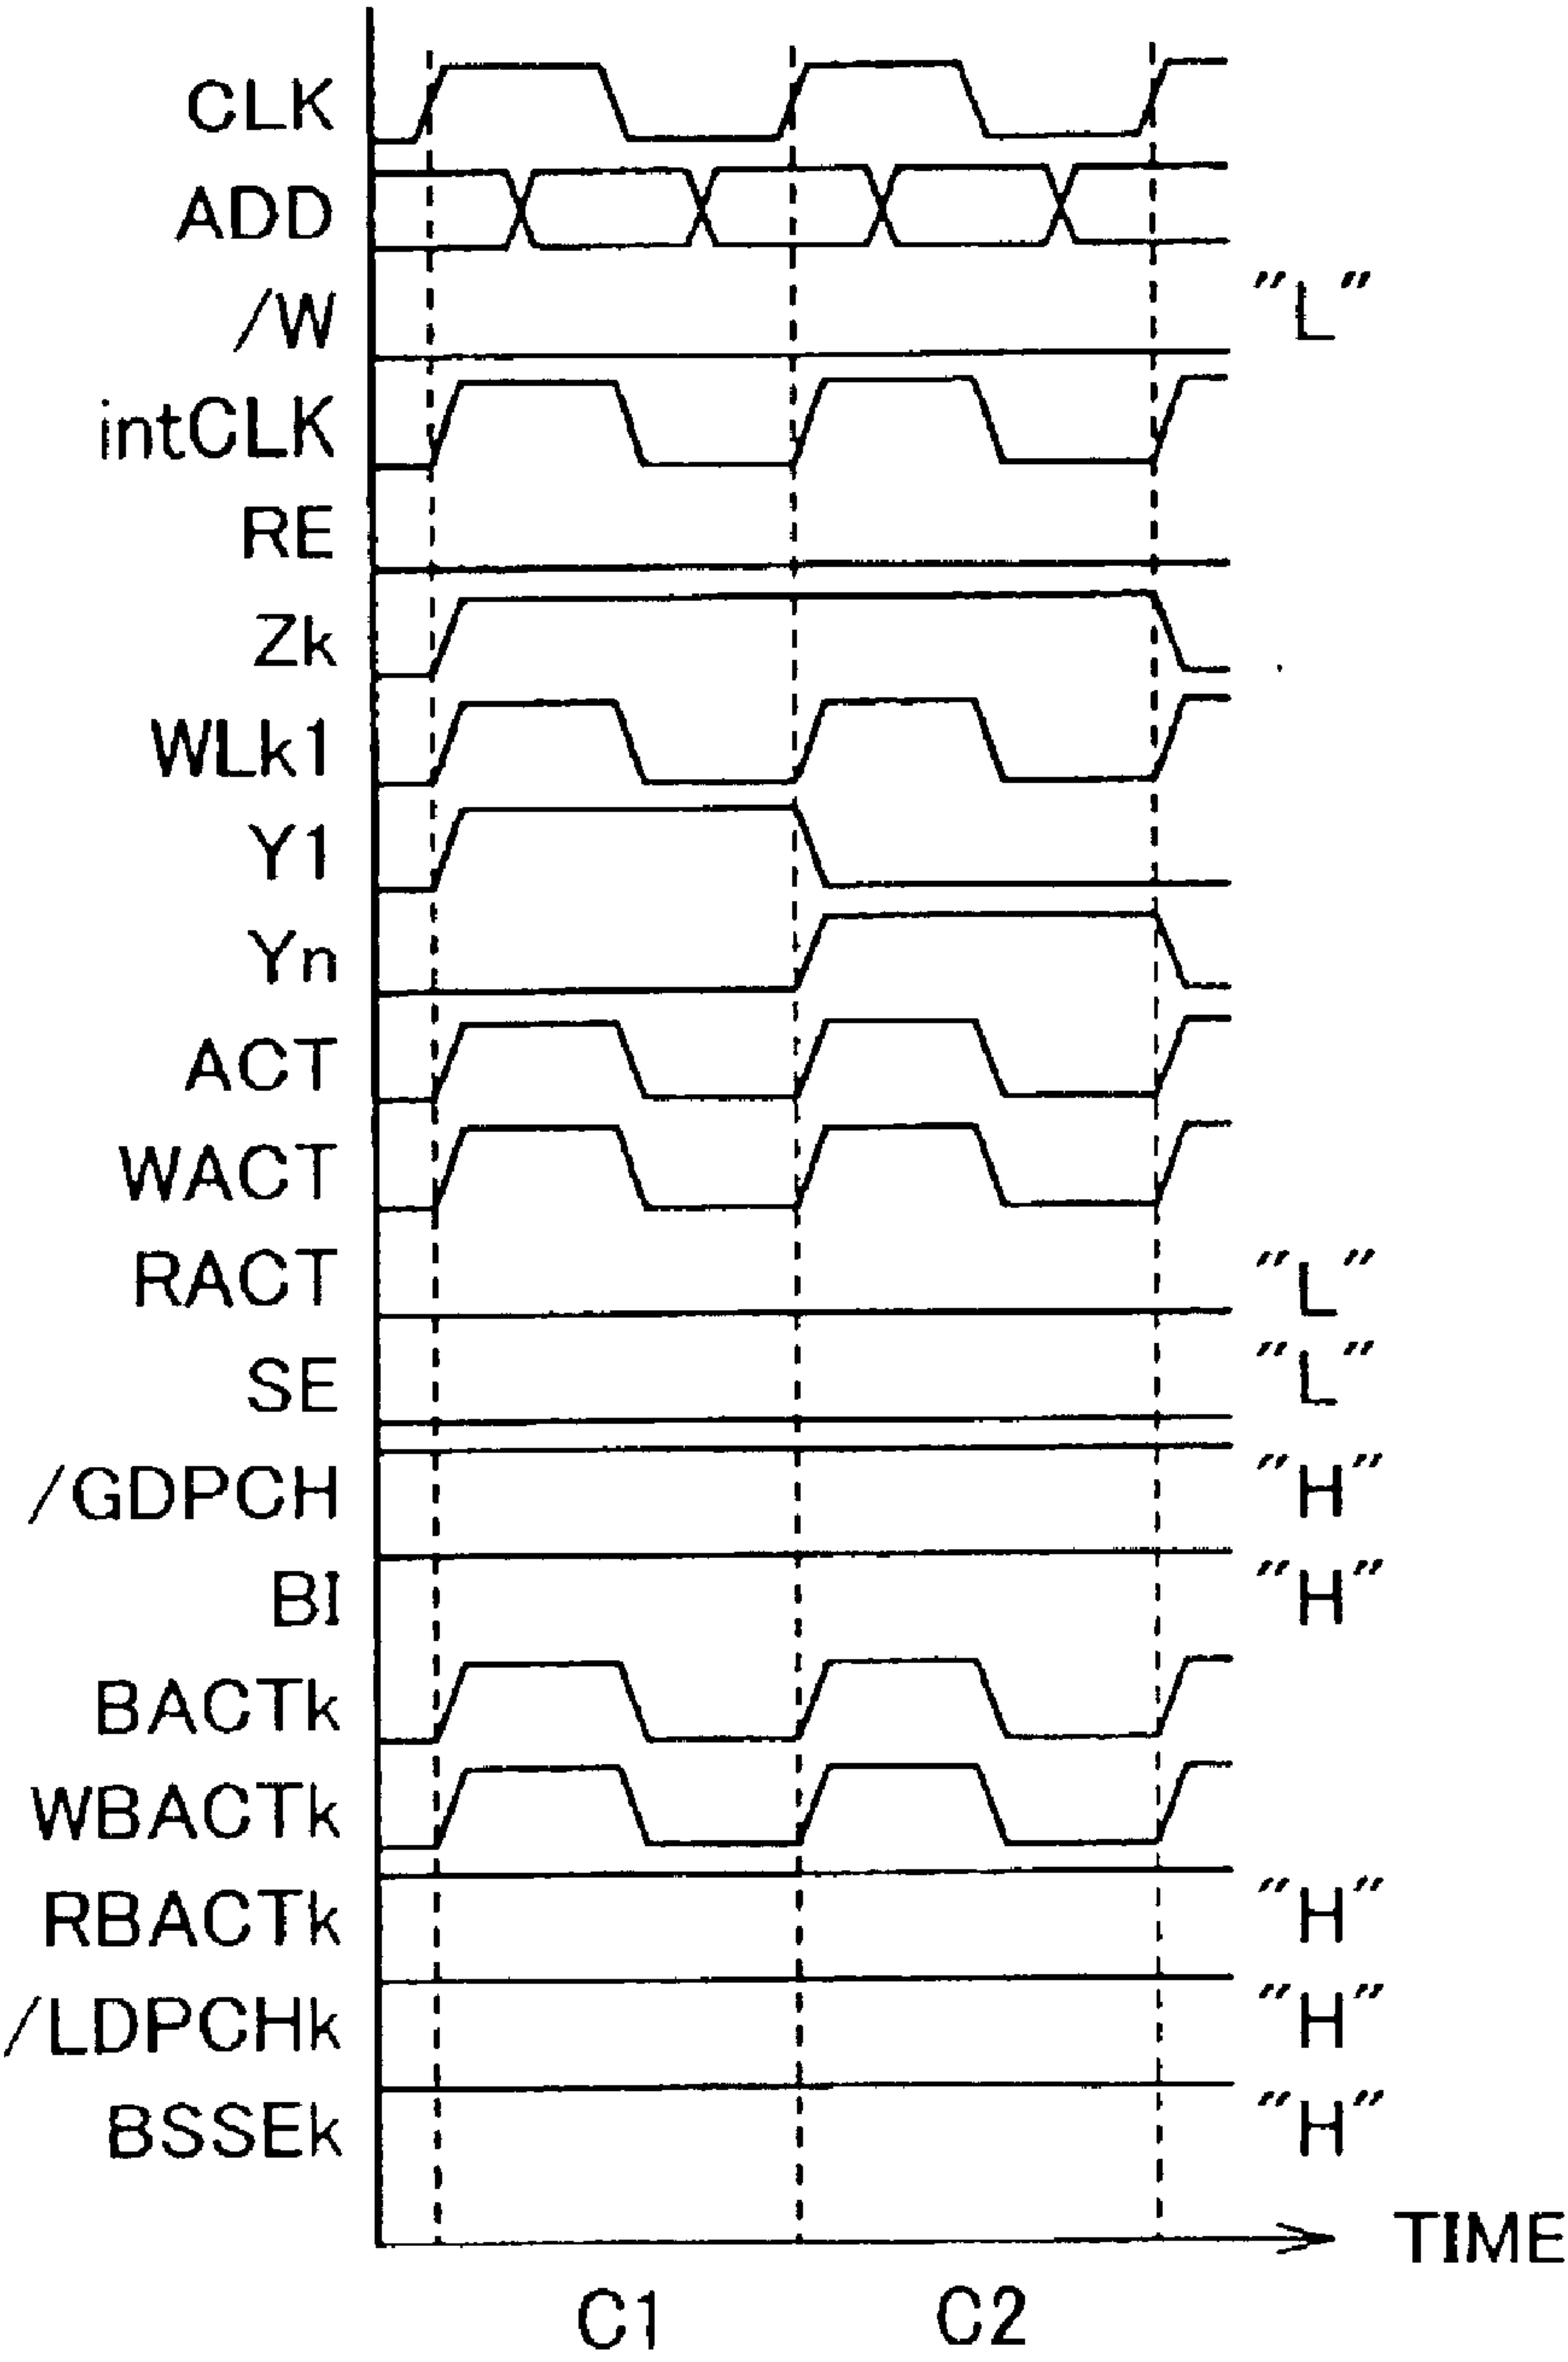 CLK
ADD
/W "L"
intCLK
RE
Zk
WLk1
Y1
Yn
ACT
WACT
RACT "L"
SE "L"
/GDPCH "H"
BI "H"
BACTk
WBACTk
RBACTk "H"
/LDPCHk "H"
BSSEk "H"
TIME
C1 C2